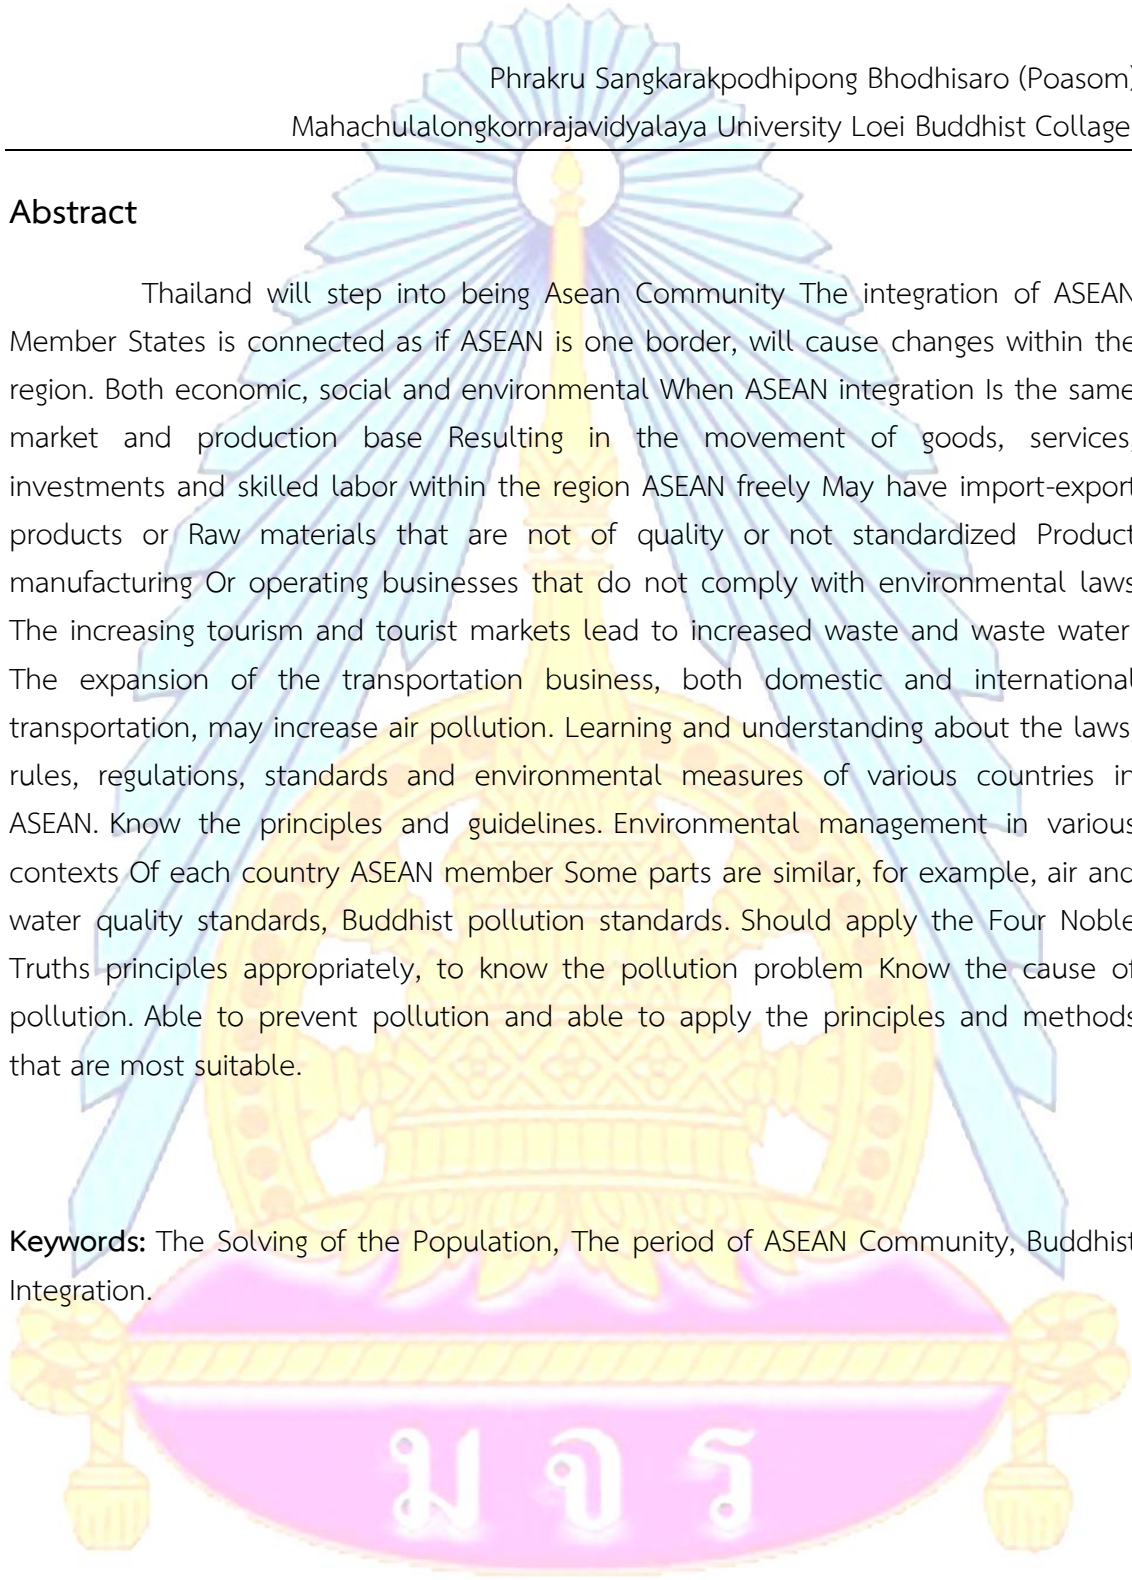 Phrakru Sangkarakpodhipong Bhodhisaro (Poasom)
Mahachulalongkornrajavidyalaya University Loei Buddhist Collage
Abstract
Thailand will step into being Asean Community The integration of ASEAN
Member States is connected as if ASEAN is one border, will cause changes within the
region. Both economic, social and environmental When ASEAN integration Is the same
market and production base Resulting in the movement of goods, services,
investments and skilled labor within the region ASEAN freely May have import-export
products or Raw materials that are not of quality or not standardized Product
manufacturing Or operating businesses that do not comply with environmental laws
The increasing tourism and tourist markets lead to increased waste and waste water
The expansion of the transportation business, both domestic and international
transportation, may increase air pollution. Learning and understanding about the laws,
rules, regulations, standards and environmental measures of various countries in
ASEAN. Know the principles and guidelines. Environmental management in various
contexts Of each country ASEAN member Some parts are similar, for example, air and
water quality standards, Buddhist pollution standards. Should apply the Four Noble
Truths principles appropriately, to know the pollution problem Know the cause of
pollution. Able to prevent pollution and able to apply the principles and methods
that are most suitable.
Keywords: The Solving of the Population, The period of ASEAN Community, Buddhist
Integration.
ม จ ร